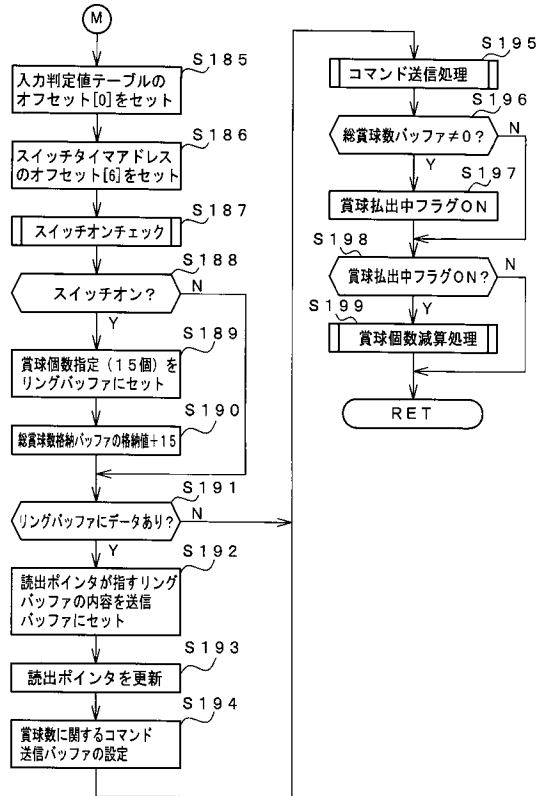 M
S185
入力判定値テーブルの
オフセット[0]をセット
S186
スイッチタイマアドレス
のオフセット[6]をセット
S187
スイッチオンチェック
S188
スイッチオン?
N
Y
S189
賞球個数指定(15個)を
リングバッファにセット
S190
総賞球数格納バッファの格納値+15
S191
リングバッファにデータあり?
N
Y
S192
読出ポインタが指すリング
バッファの内容を送信
バッファにセット
S193
読出ポインタを更新
S194
賞球数に関するコマンド
送信バッファの設定
S195
コマンド送信処理
S196
総賞球数バッファ≠0?
N
Y
S197
賞球払出中フラグON
S198
賞球払出中フラグON?
N
Y
S199
賞球個数減算処理
RET